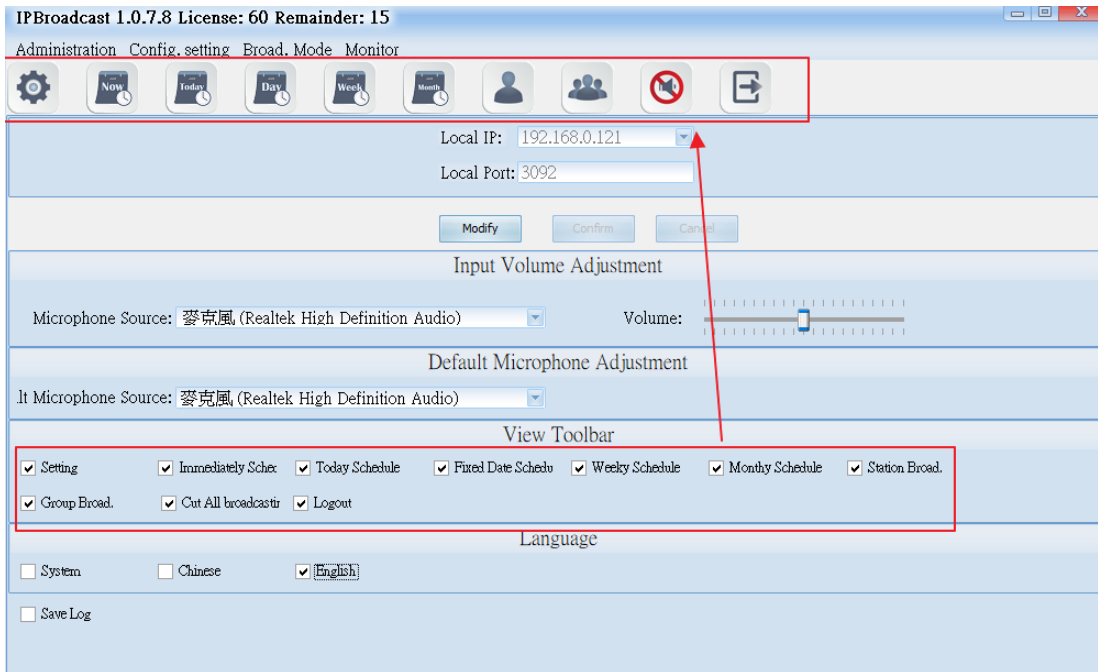 IPBroadcast 1.0.7.8 License: 60 Remainder: 15
Administration Config. setting Broad. Mode Monitor
Now Today Day Week Month
Local IP: 192.168.0.121
Local Port: 3092
Modify Confirm Cancel
Input Volume Adjustment
Microphone Source: 麥克風 (Realtek High Definition Audio) Volume:
Default Microphone Adjustment
lt Microphone Source: 麥克風 (Realtek High Definition Audio)
View Toolbar
Setting Immediately Schec Today Schedule Fixed Date Schedu Weeky Schedule Monthy Schedule Station Broad.
Group Broad. Cut All broadcastir Logout
Language
System Chinese English
Save Log